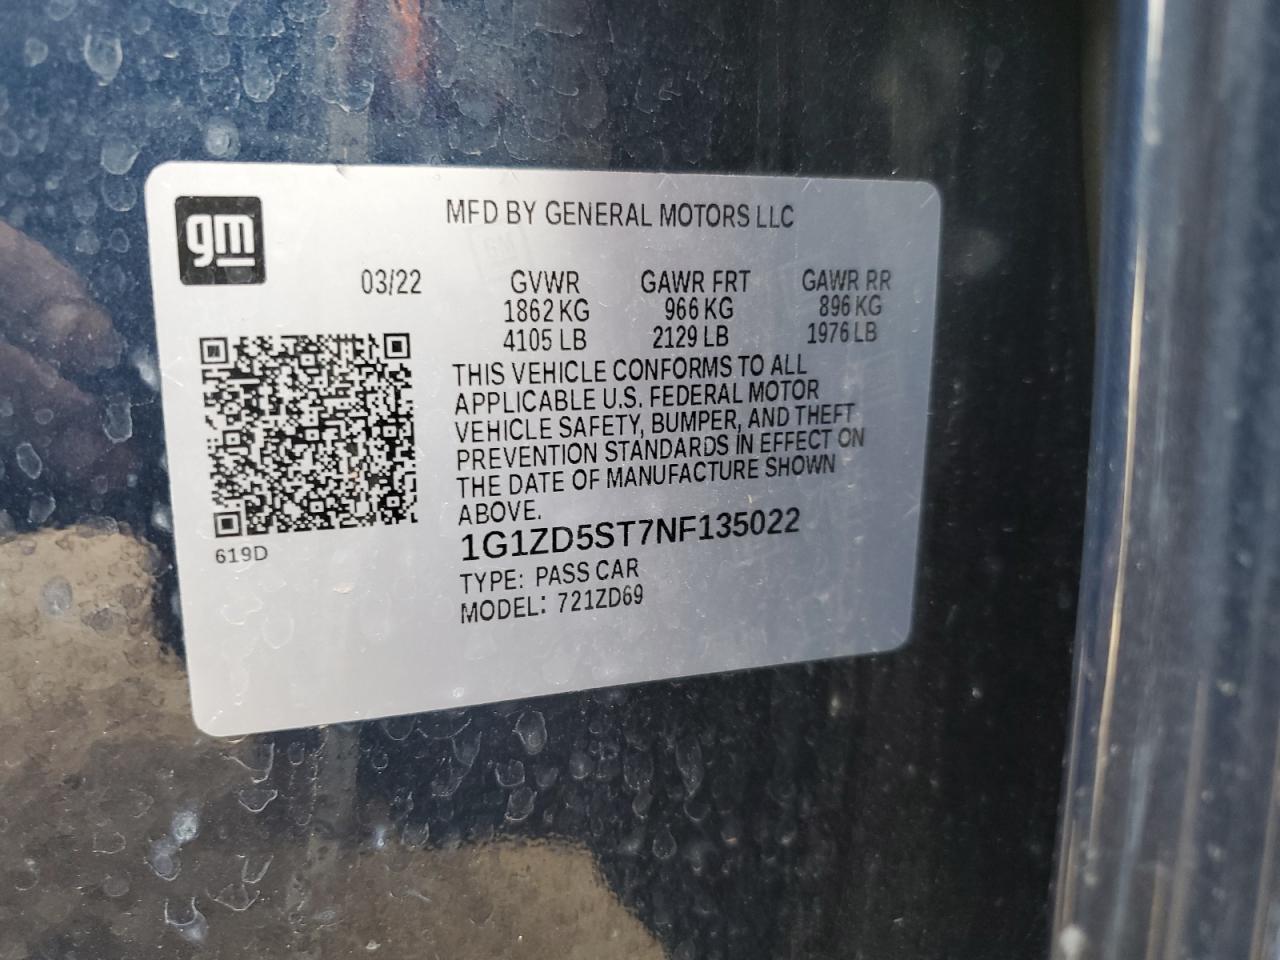 gm
MFD BY GENERAL MOTORS LLC
03/22 GVWR GAWR FRT GAWR RR
1862 KG 966 KG 896 KG
4105 LB 2129 LB 1976 LB
THIS VEHICLE CONFORMS TO ALL
APPLICABLE U.S. FEDERAL MOTOR
VEHICLE SAFETY, BUMPER, AND THEFT
PREVENTION STANDARDS IN EFFECT ON
THE DATE OF MANUFACTURE SHOWN
ABOVE.
1G1ZD5ST7NF135022
619D
TYPE: PASS CAR
MODEL: 721ZD69